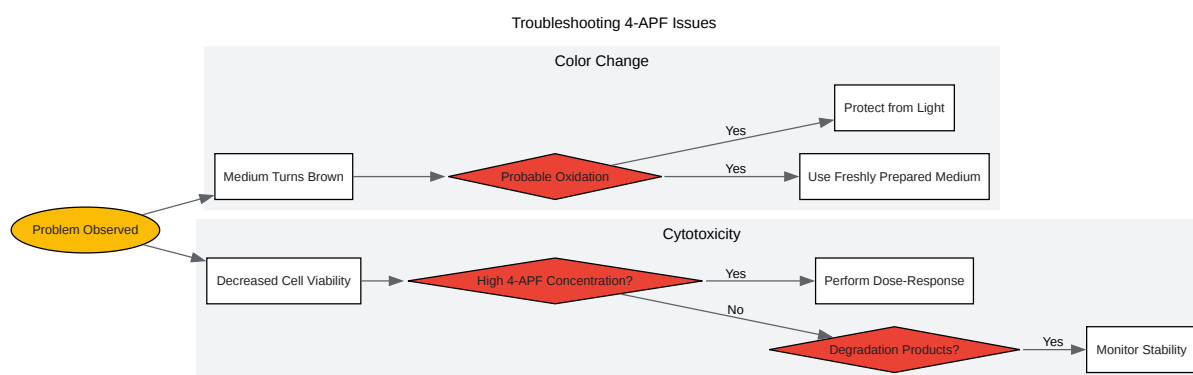 Troubleshooting 4-APF Issues
Color Change
Protect from Light
Yes
Medium Turns Brown
Probable Oxidation
Yes
Use Freshly Prepared Medium
Problem Observed
Cytotoxicity
Decreased Cell Viability
High 4-APF Concentration?
Yes
Perform Dose-Response
No
Degradation Products?
Yes
Monitor Stability